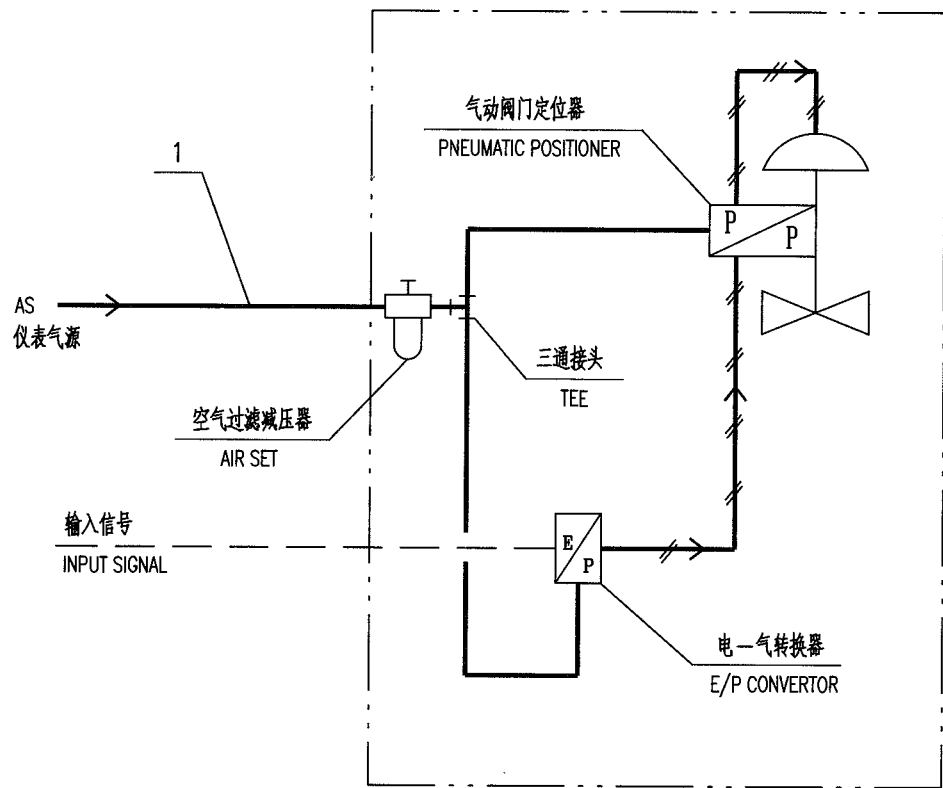 气动阀门定位器
PNEUMATIC POSITIONER
1
P
P
AS
仪表气源
三通接头
TEE
空气过滤减压器
AIR SET
输入信号
INPUT SIGNAL
E
P
电一气转换器
E/P CONVERTOR